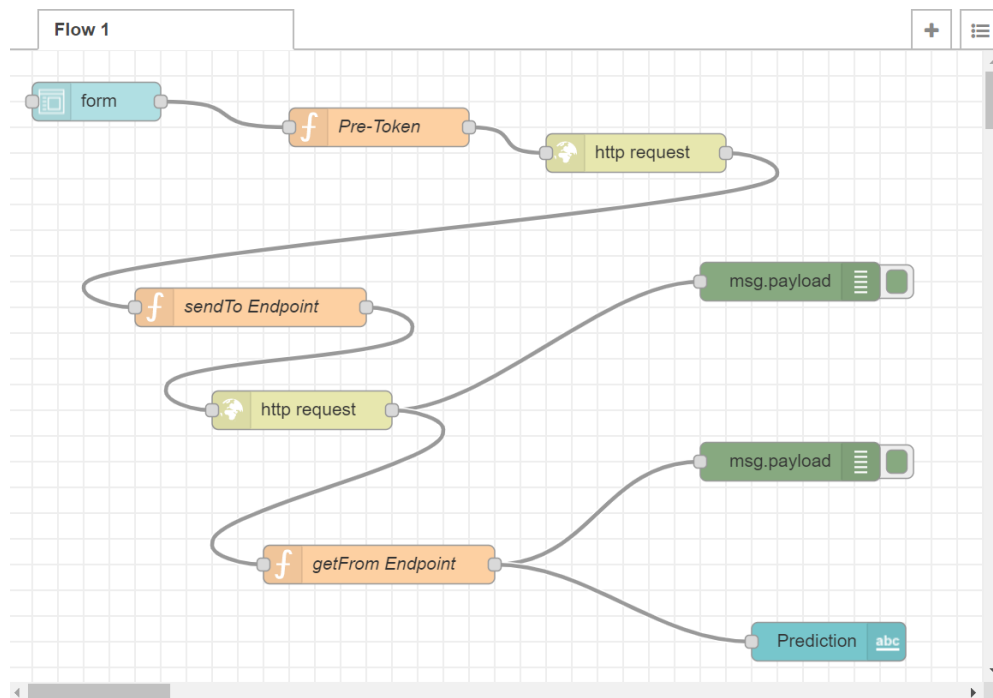 Flow 1
form
Pre-Token
http request
msg.payload
sendTo Endpoint
http request
msg.payload
getFrom Endpoint
Prediction
abc